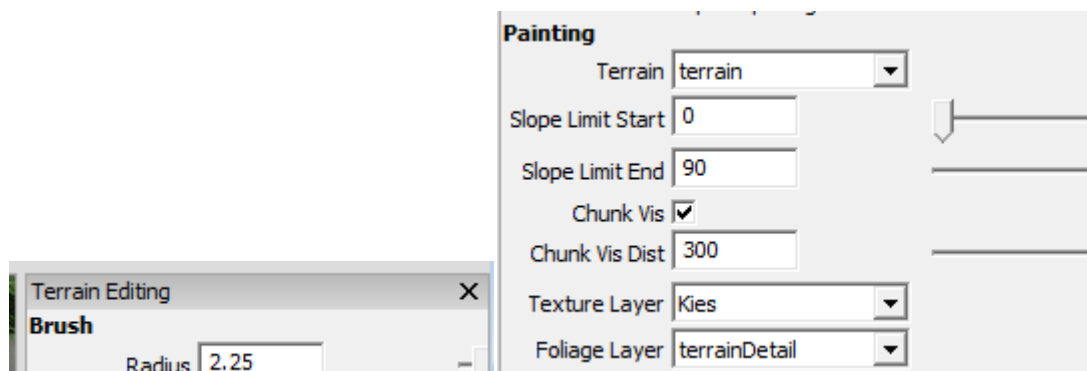 Painting
Terrain terrain
Slope Limit Start 0
Slope Limit End 90
Chunk Vis
Chunk Vis Dist 300
Texture Layer Kies
Foliage Layer terrainDetail
Terrain Editing
Brush
Radius 2.25